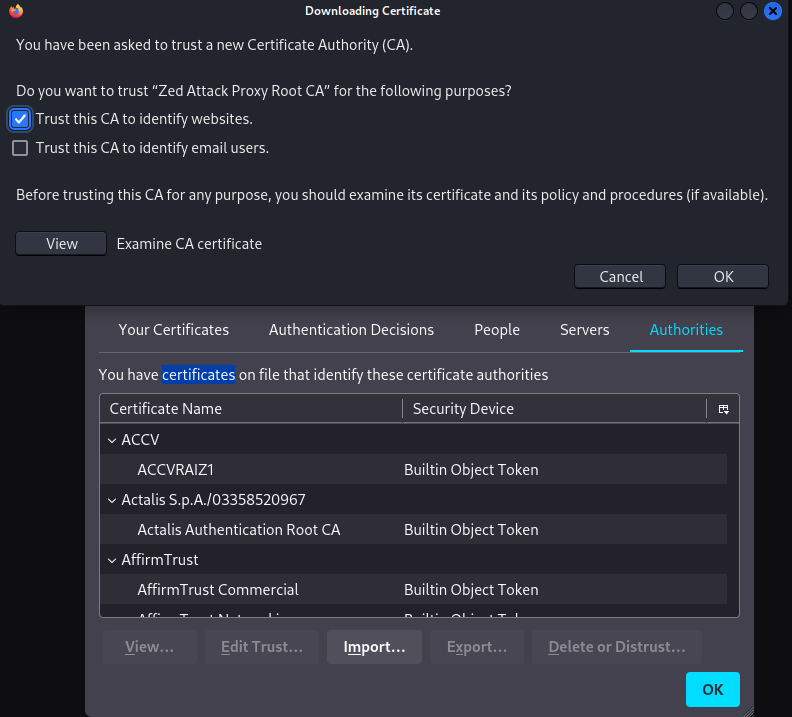 Downloading Certificate
You have been asked to trust a new Certificate Authority (CA).
Do you want to trust “Zed Attack Proxy Root CA” for the following purposes?
Trust this CA to identify websites.
Trust this CA to identify email users.
Before trusting this CA for any purpose, you should examine its certificate and its policy and procedures (if available).
View Examine CA certificate
Cancel OK
Your Certificates Authentication Decisions People Servers Authorities
You have certificates on file that identify these certificate authorities
Certificate Name Security Device
ACCV
ACCVRAIZ1 Builtin Object Token
Actalis S.p.A./03358520967
Actalis Authentication Root CA Builtin Object Token
AffirmTrust
AffirmTrust Commercial Builtin Object Token
View... Edit Trust... Import... Export... Delete or Distrust...
OK